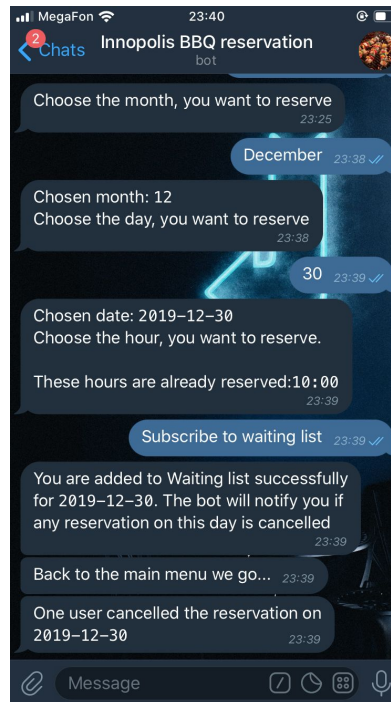 MegaFon
23:40
2
Chats
Innopolis BBQ reservation
bot
Choose the month, you want to reserve
23:25
December 23:38
Chosen month: 12
Choose the day, you want to reserve
23:38
30 23:39
Chosen date: 2019-12-30
Choose the hour, you want to reserve.
These hours are already reserved:10:00
23:39
Subscribe to waiting list 23:39
You are added to Waiting list successfully
for 2019-12-30. The bot will notify you if
any reservation on this day is cancelled
23:39
Back to the main menu we go... 23:39
One user cancelled the reservation on
2019-12-30
23:39
Message